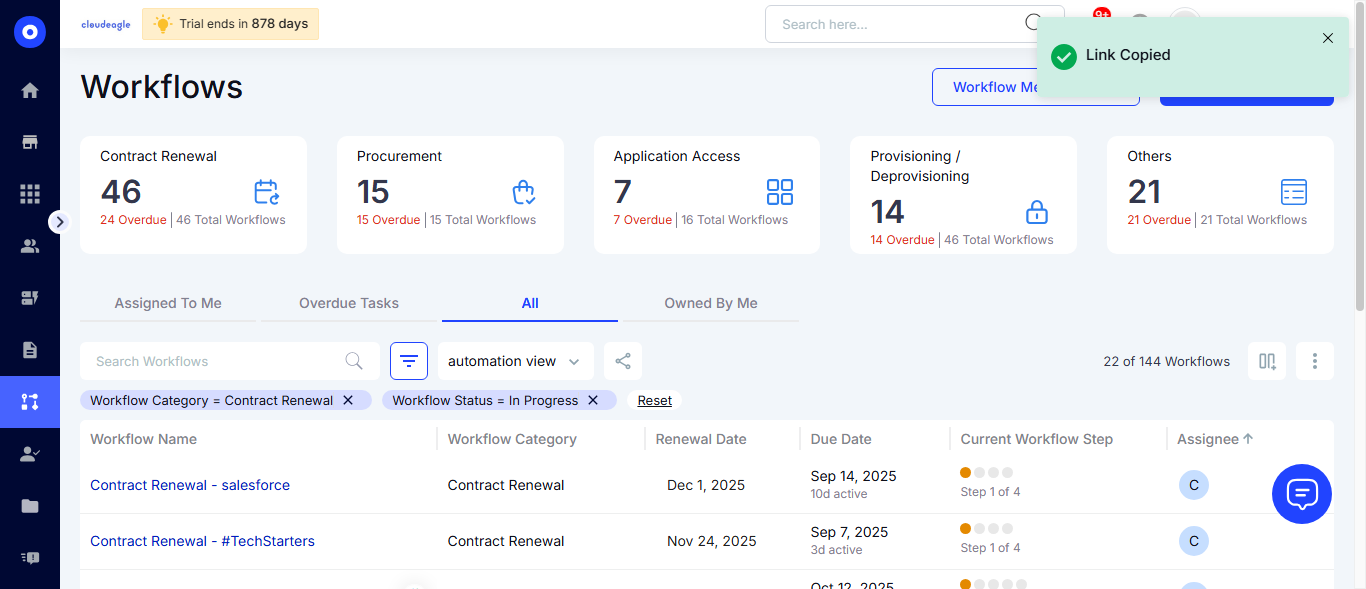 cloudeagle
Trial ends in 878 days
Search here...
9+
Link Copied
Workflows
Workflow Me
Contract Renewal
46
24 Overdue | 46 Total Workflows
Procurement
15
15 Overdue | 15 Total Workflows
Application Access
7
7 Overdue | 16 Total Workflows
Provisioning /
Deprovisioning
14
14 Overdue | 46 Total Workflows
Others
21
21 Overdue | 21 Total Workflows
Assigned To Me
Overdue Tasks
All
Owned By Me
Search Workflows
automation view
22 of 144 Workflows
Workflow Category = Contract Renewal
Workflow Status = In Progress
Reset
Workflow Name
Workflow Category
Renewal Date
Due Date
Current Workflow Step
Assignee
Contract Renewal - salesforce
Contract Renewal
Dec 1, 2025
Sep 14, 2025
10d active
Step 1 of 4
C
Contract Renewal - #TechStarters
Contract Renewal
Nov 24, 2025
Sep 7, 2025
3d active
Step 1 of 4
C
Oct 12, 2025